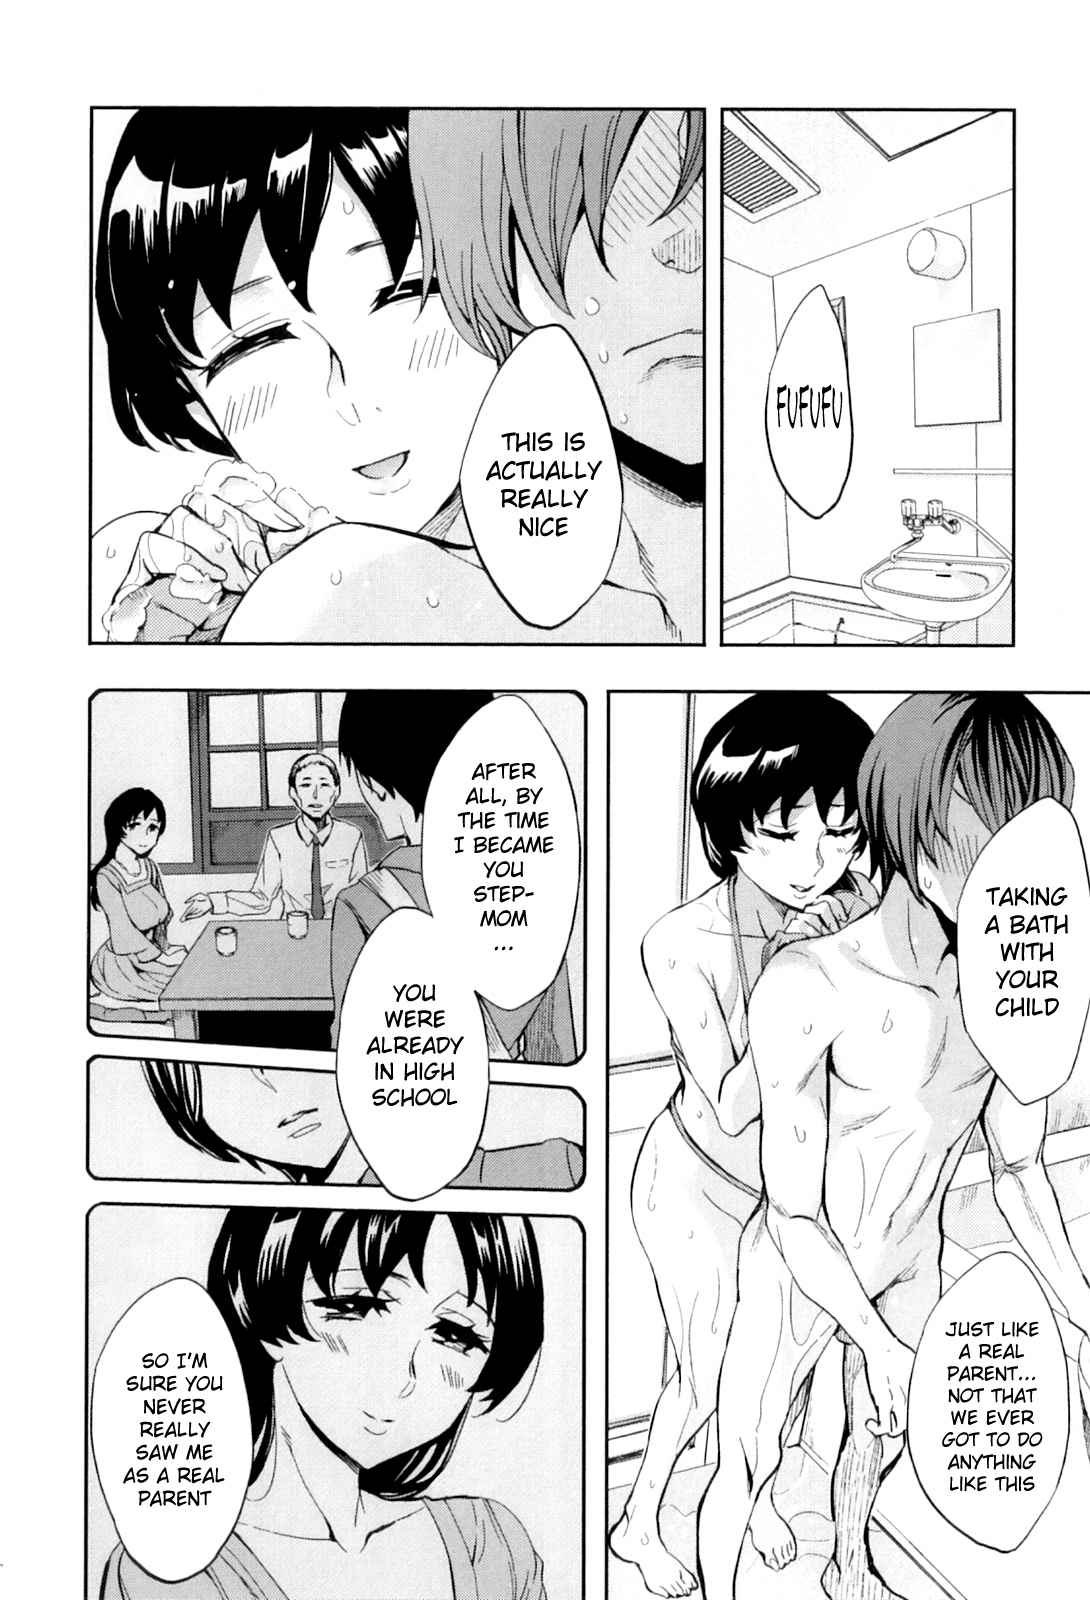 FUFUFU
THIS IS
ACTUALLY
REALLY
NICE
TAKING
A BATH
WITH
YOUR
CHILD
JUST LIKE
A REAL
PARENT...
NOT THAT
WE EVER
GOT TO DO
ANYTHING
LIKE THIS
AFTER
ALL, BY
THE TIME
I BECAME
YOU
STEP-
MOM
...
YOU
WERE
ALREADY
IN HIGH
SCHOOL
SO I'M
SURE YOU
NEVER
REALLY
SAW ME
AS A REAL
PARENT